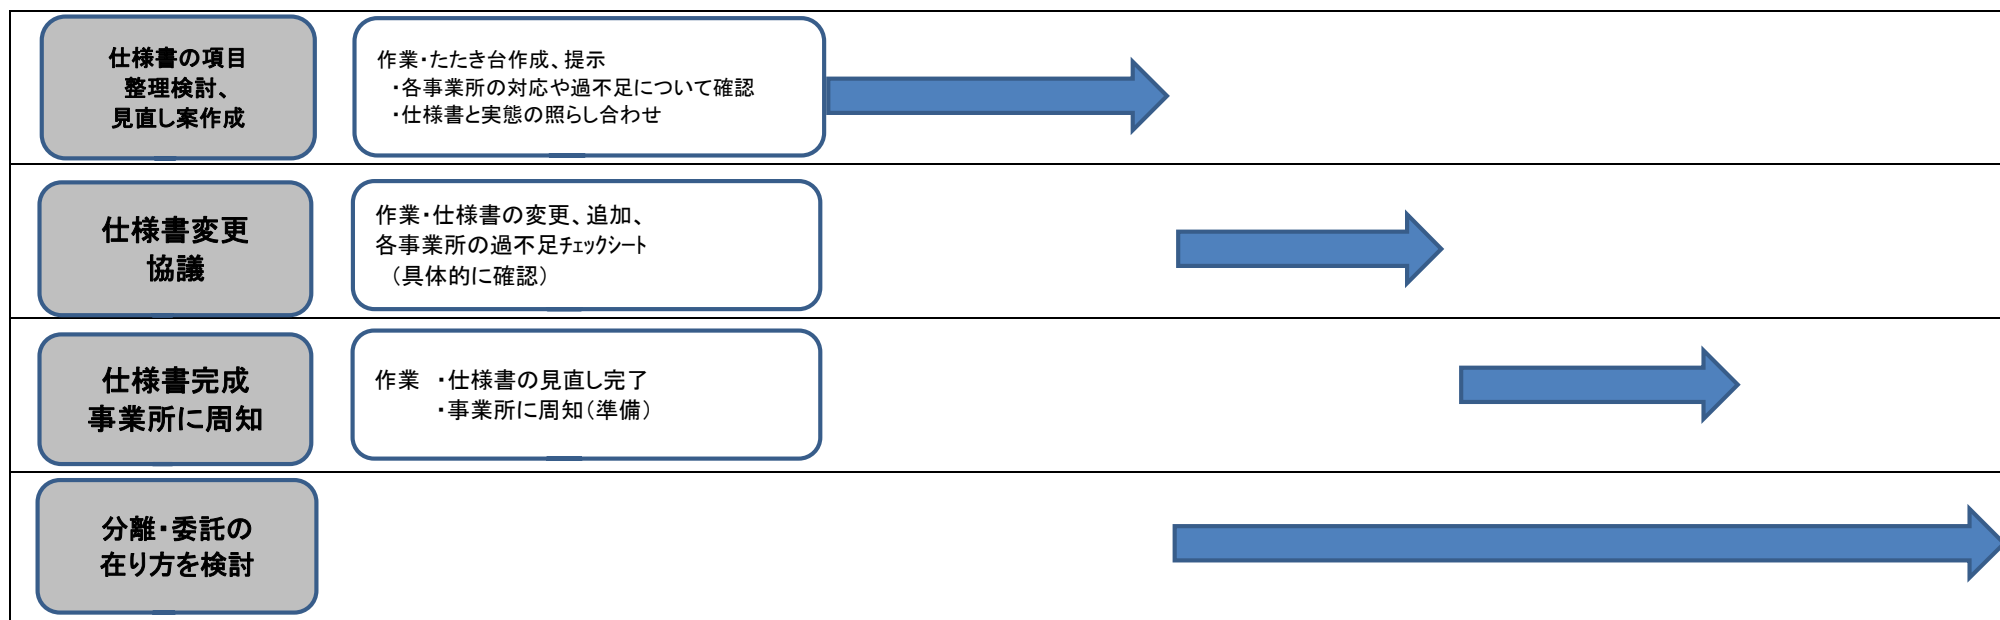 仕様書の項目
整理検討、
見直し案作成
作業・たたき台作成、提示
・各事業所の対応や過不足について確認
・仕様書と実態の照らし合わせ
仕様書変更
協議
作業・仕様書の変更、追加、
各事業所の過不足ﾁｪｯｸｼｰﾄ
（具体的に確認）
仕様書完成
事業所に周知
作業　・仕様書の見直し完了
・事業所に周知（準備）
分離・委託の
在り方を検討